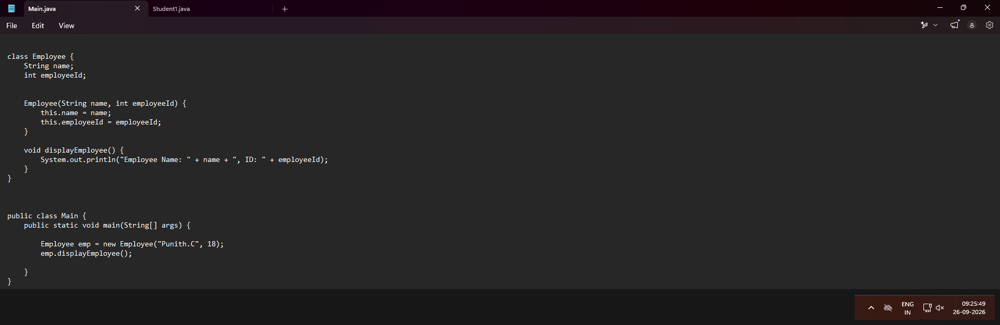 Main.java
Student1.java
File Edit View
class Employee {
    String name;
    int employeeId;
    Employee(String name, int employeeId) {
        this.name = name;
        this.employeeId = employeeId;
    }
    void displayEmployee() {
        System.out.println("Employee Name: " + name + ", ID: " + employeeId);
    }
}
public class Main {
    public static void main(String[] args) {
        Employee emp = new Employee("Punith.C", 18);
        emp.displayEmployee();
    }
}
ENG
IN
09:25:49
26-09-2026